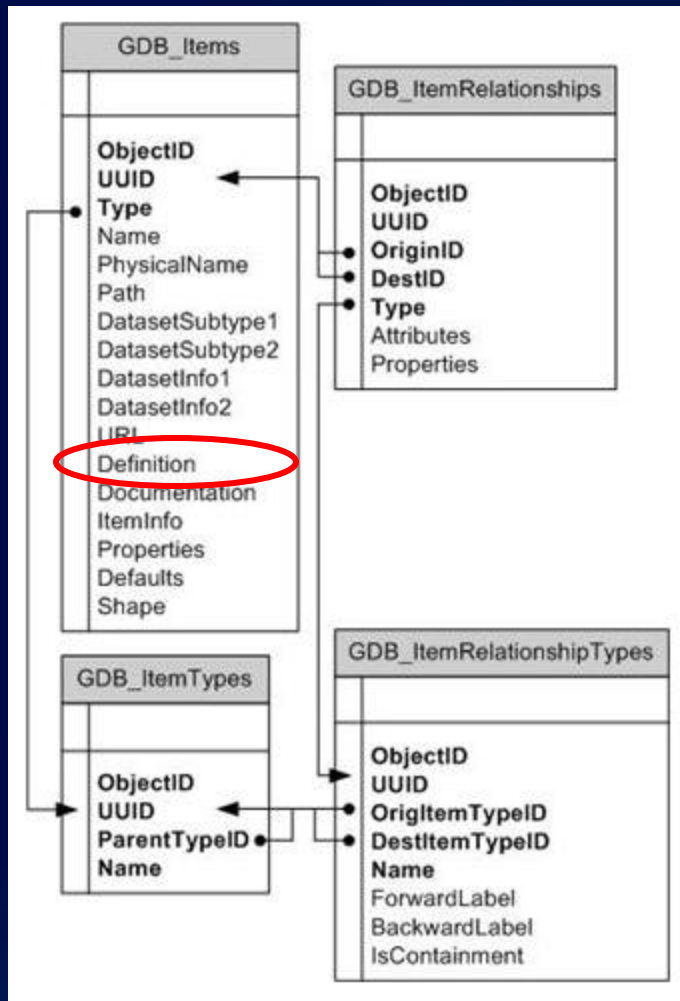 GDB_Items
ObjectID
UUID
Type
Name
PhysicalName
Path
DatasetSubtype1
DatasetSubtype2
DatasetInfo1
DatasetInfo2
URL
Definition
Documentation
ItemInfo
Properties
Defaults
Shape
GDB_ItemRelationships
ObjectID
UUID
OriginID
DestID
Type
Attributes
Properties
GDB_ItemTypes
ObjectID
UUID
ParentTypeID
Name
GDB_ItemRelationshipTypes
ObjectID
UUID
OrigItemTypeID
DestItemTypeID
Name
ForwardLabel
BackwardLabel
IsContainment